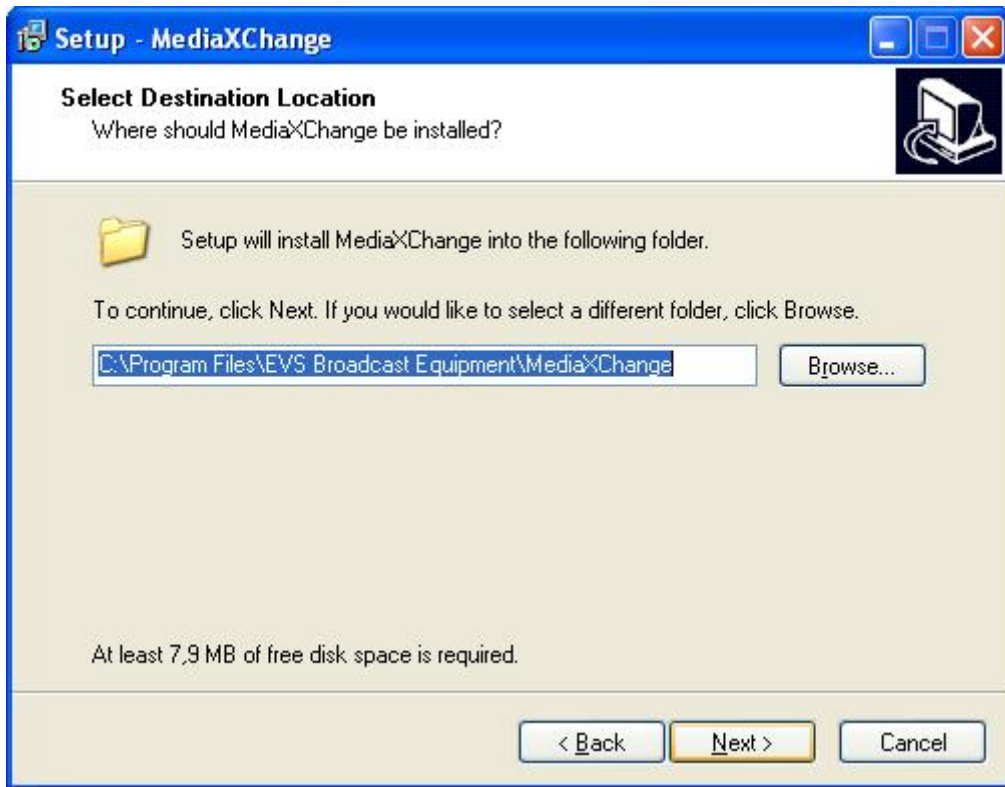 Setup - MediaXChange
Select Destination Location
Where should MediaXChange be installed?
Setup will install MediaXChange into the following folder.
To continue, click Next. If you would like to select a different folder, click Browse.
C:\Program Files\EVS Broadcast Equipment\MediaXChange
Browse...
At least 7,9 MB of free disk space is required.
< Back
Next >
Cancel